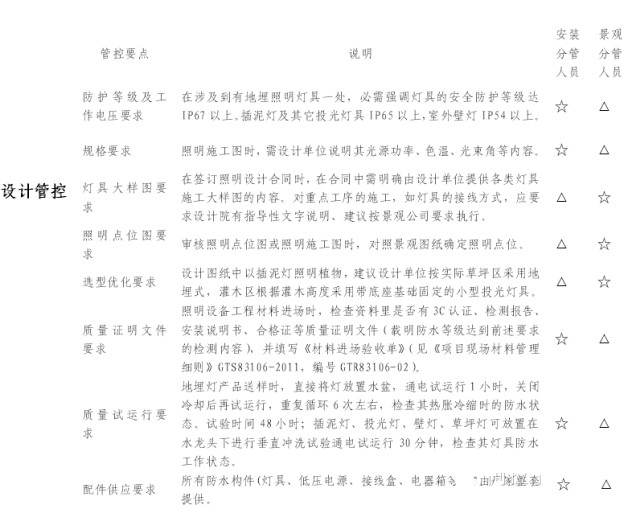 安装 景观
管控要点 说明 分管 分管
人员 人员
防护等级及工 在涉及到有地埋照明灯具一处，必需强调灯具的安全防护等级达
作电压要求 IP67以上。插泥灯及其它投光灯具IP65以上，室外壁灯IP54以上。 ☆ △
规格要求 照明施工图时，需设计单位说明其光源功率、色温、光束角等内容。 ☆ △
设计管控
在签订照明设计合同时，在合同中需明确由设计单位提供各类灯具
灯具大样图要 施工大样图的内容。对重点工序的施工，如灯具的接线方式，应要 △ ☆
求 求设计院有指导性文字说明、建议按景观公司要求执行。
照明点位图要
求 审核照明点位图或照明施工图时，对照景观图纸确定照明点位。 △ ☆
选型优化要求 设计图纸中以插泥灯照明植物，建议设计单位按实际草坪区采用地 △ ☆
埋式，灌木区根据灌木高度采用带底座基础固定的小型投光灯具。
照明设备工程材料进场时，检查资料里是否有3C认证、检测报告、
质量证明文件 安装说明书、合格证等质量证明文件（载明防水等级达到前述要求 ☆ △
要求 的检测内容），并填写《材料进场验收单》（见《项目现场材料管理
细则》GTS83106-2011，编号GTR83106-02）。
地埋灯产品送样时，直接将灯放置水盆，通电试运行1小时，关闭
冷却后再试运行，重复循环6次左右，检查其热胀冷缩时的防水状
质量试运行要 态。试验时间48小时；插泥灯、投光灯、壁灯、草坪灯可放置在 ☆ △
求 水龙头下进行垂直冲洗试验通电试运行30分钟，检查其灯具防水
工作状态。
配件供应要求 所有防水构件(灯具、低压电源、接线盒、电器箱 由 家配套 ☆ △
提供。